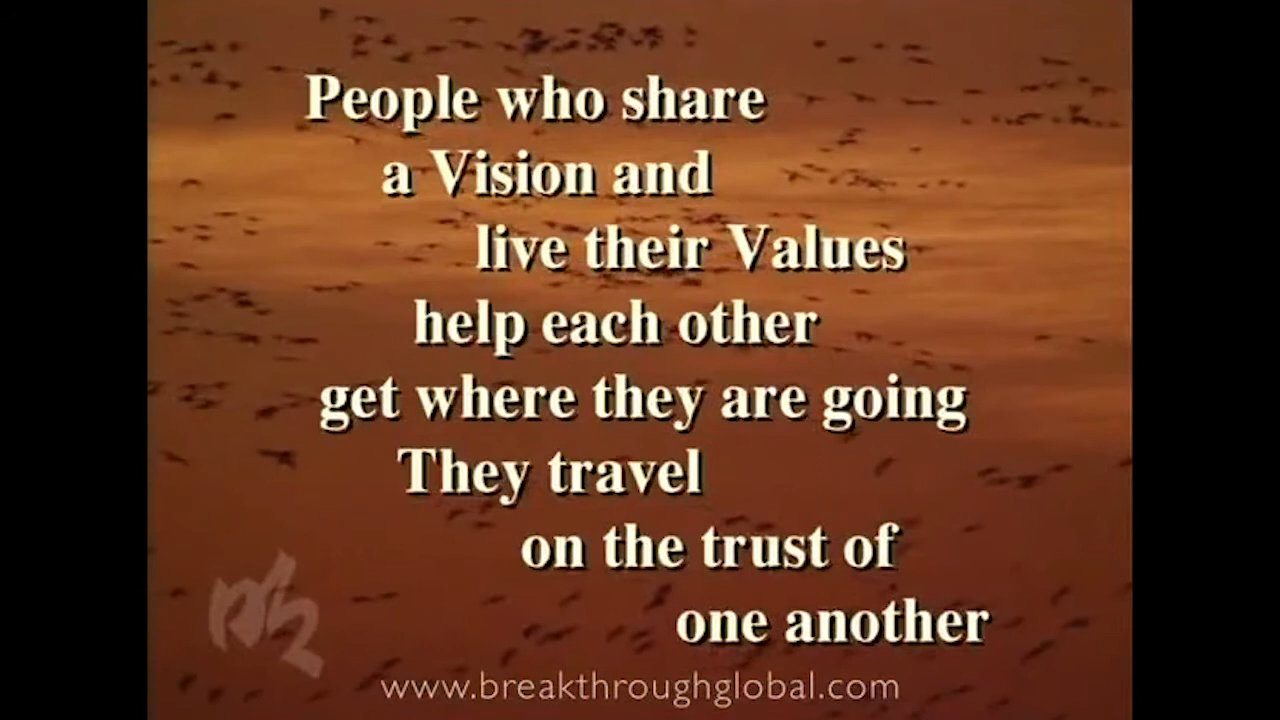 People who share
a Vision and
live their Values
help each other
get where they are going
They travel
on the trust of
one another
www.breakthroughglobal.com